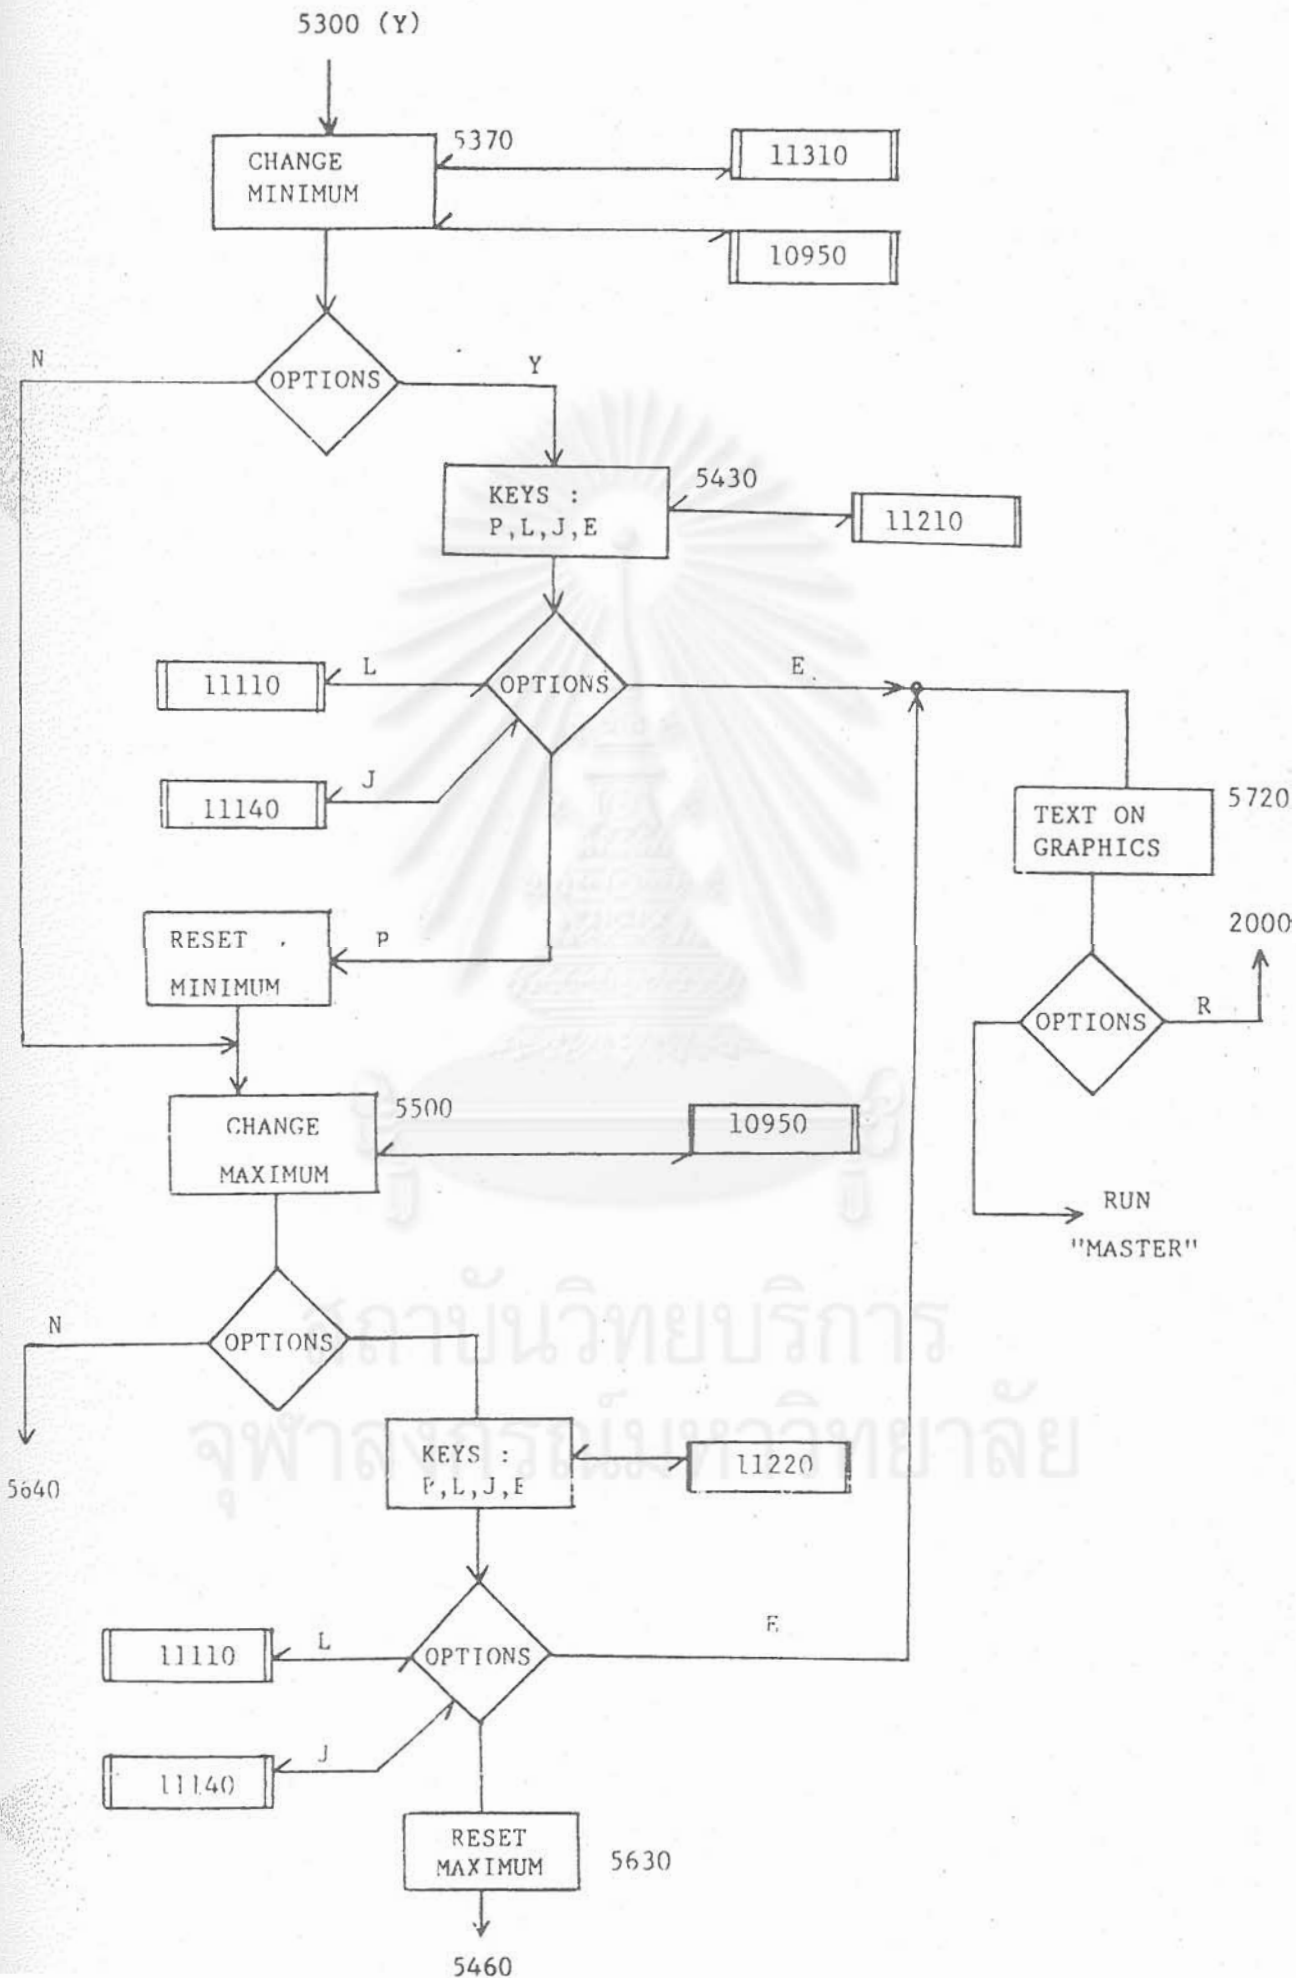 5300 (Y)
5370
CHANGE
MINIMUM
11310
10950
N
OPTIONS
Y
5430
KEYS :
P,L,J,E
11210
11110
L
OPTIONS
E
11140
J
5720
TEXT ON
GRAPHICS
RESET
MINIMUM
P
2000
OPTIONS
R
CHANGE
MAXIMUM
5500
10950
RUN
"MASTER"
N
OPTIONS
5640
KEYS :
P,L,J,E
11220
11110
L
OPTIONS
E
11140
J
RESET
MAXIMUM
5630
5460
สถาบันวิทยบริการ
จุฬาลงกรณ์มหาวิทยาลัย